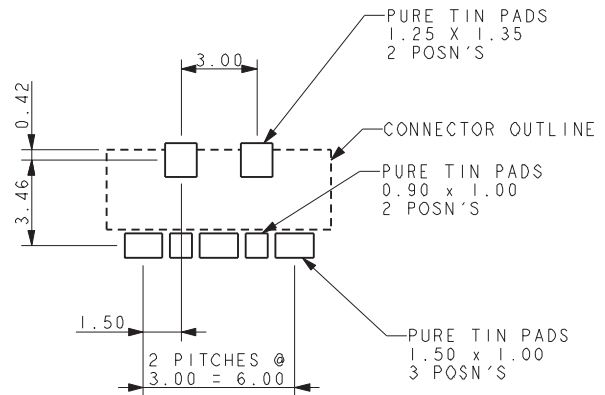 PURE TIN PADS
1.25 X 1.35
2 POSN'S
3.00
0.42
CONNECTOR OUTLINE
PURE TIN PADS
0.90 x 1.00
2 POSN'S
3.46
1.50
PURE TIN PADS
1.50 x 1.00
3 POSN'S
2 PITCHES @
3.00 = 6.00